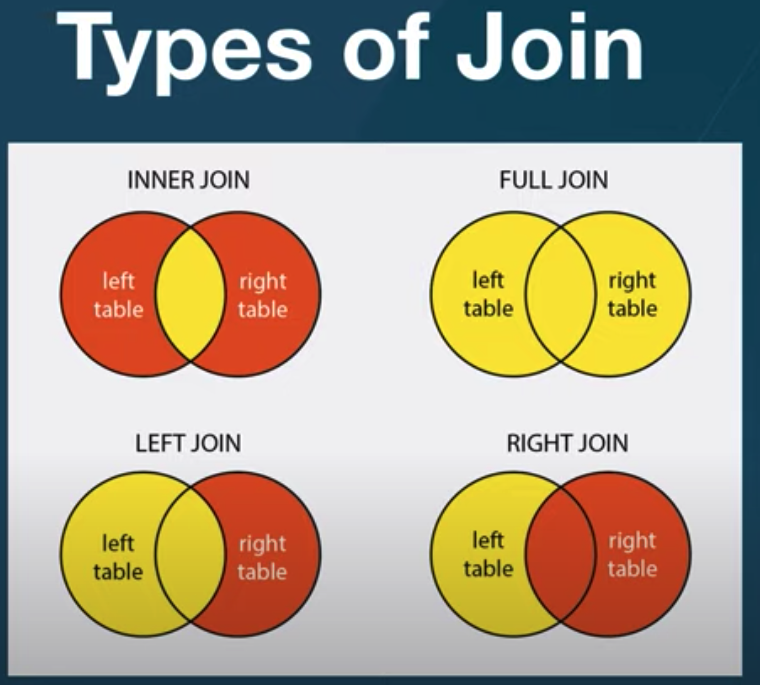 Types of Join
INNER JOIN
left
table
right
table
FULL JOIN
left
table
right
table
LEFT JOIN
left
table
right
table
RIGHT JOIN
left
table
right
table